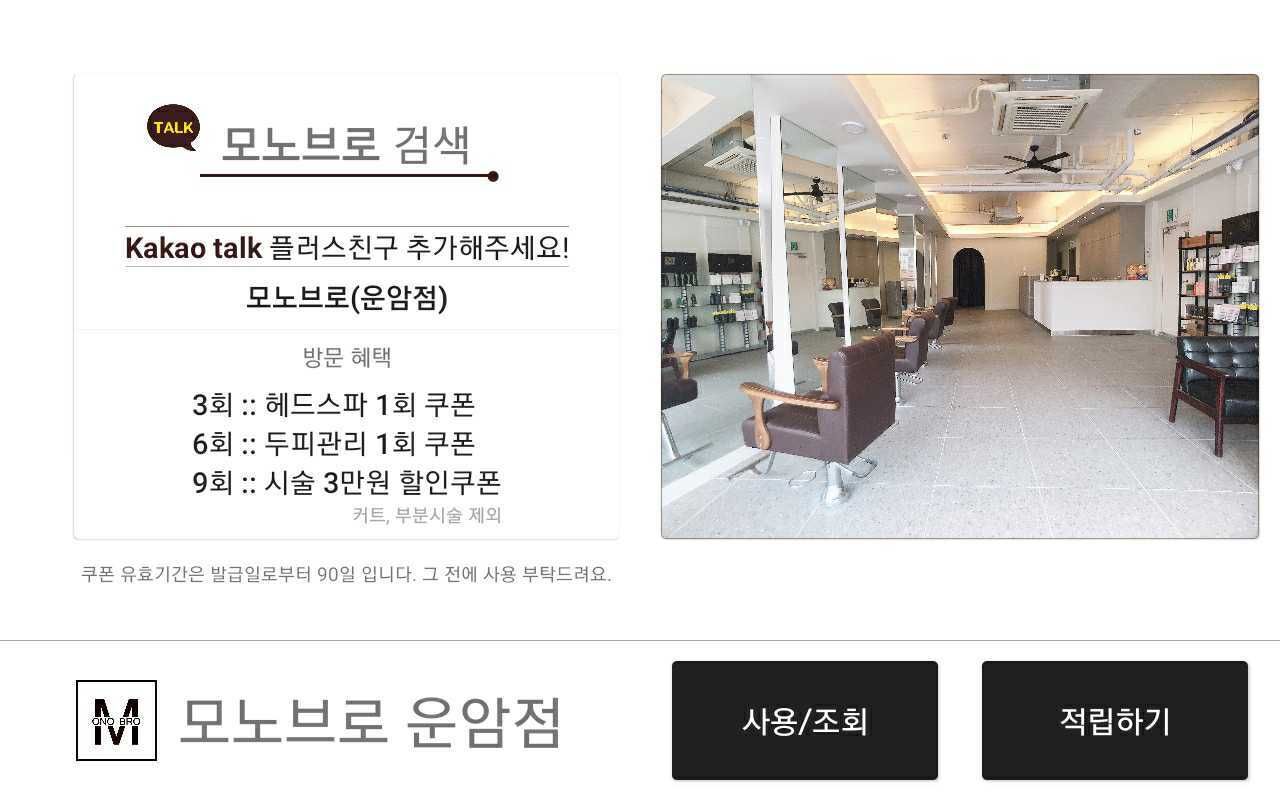 TALK
모노브로 검색
Kakao talk 플러스친구 추가해주세요!
모노브로(운암점)
방문 혜택
3회 :: 헤드스파 1회 쿠폰
6회 :: 두피관리 1회 쿠폰
9회 :: 시술 3만원 할인쿠폰
커트, 부분시술 제외
쿠폰 유효기간은 발급일로부터 90일 입니다. 그 전에 사용 부탁드려요.
M
ONO BRO
모노브로 운암점
사용/조회
적립하기